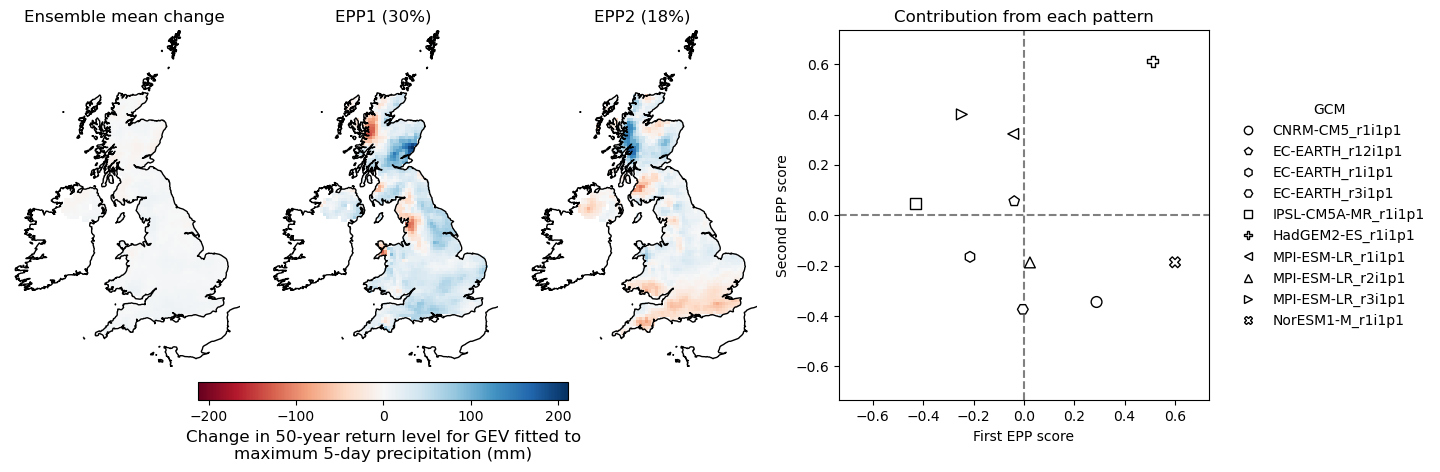 Ensemble mean change
EPP1 (30%)
EPP2 (18%)
−200 −100 0 100 200
Change in 50-year return level for GEV fitted to
maximum 5-day precipitation (mm)
Contribution from each pattern
Second EPP score
0.6
0.4
0.2
0.0
−0.2
−0.4
−0.6
−0.6 −0.4 −0.2 0.0 0.2 0.4 0.6
First EPP score
GCM
CNRM-CM5_r1i1p1
EC-EARTH_r12i1p1
EC-EARTH_r1i1p1
EC-EARTH_r3i1p1
IPSL-CM5A-MR_r1i1p1
HadGEM2-ES_r1i1p1
MPI-ESM-LR_r1i1p1
MPI-ESM-LR_r2i1p1
MPI-ESM-LR_r3i1p1
NorESM1-M_r1i1p1